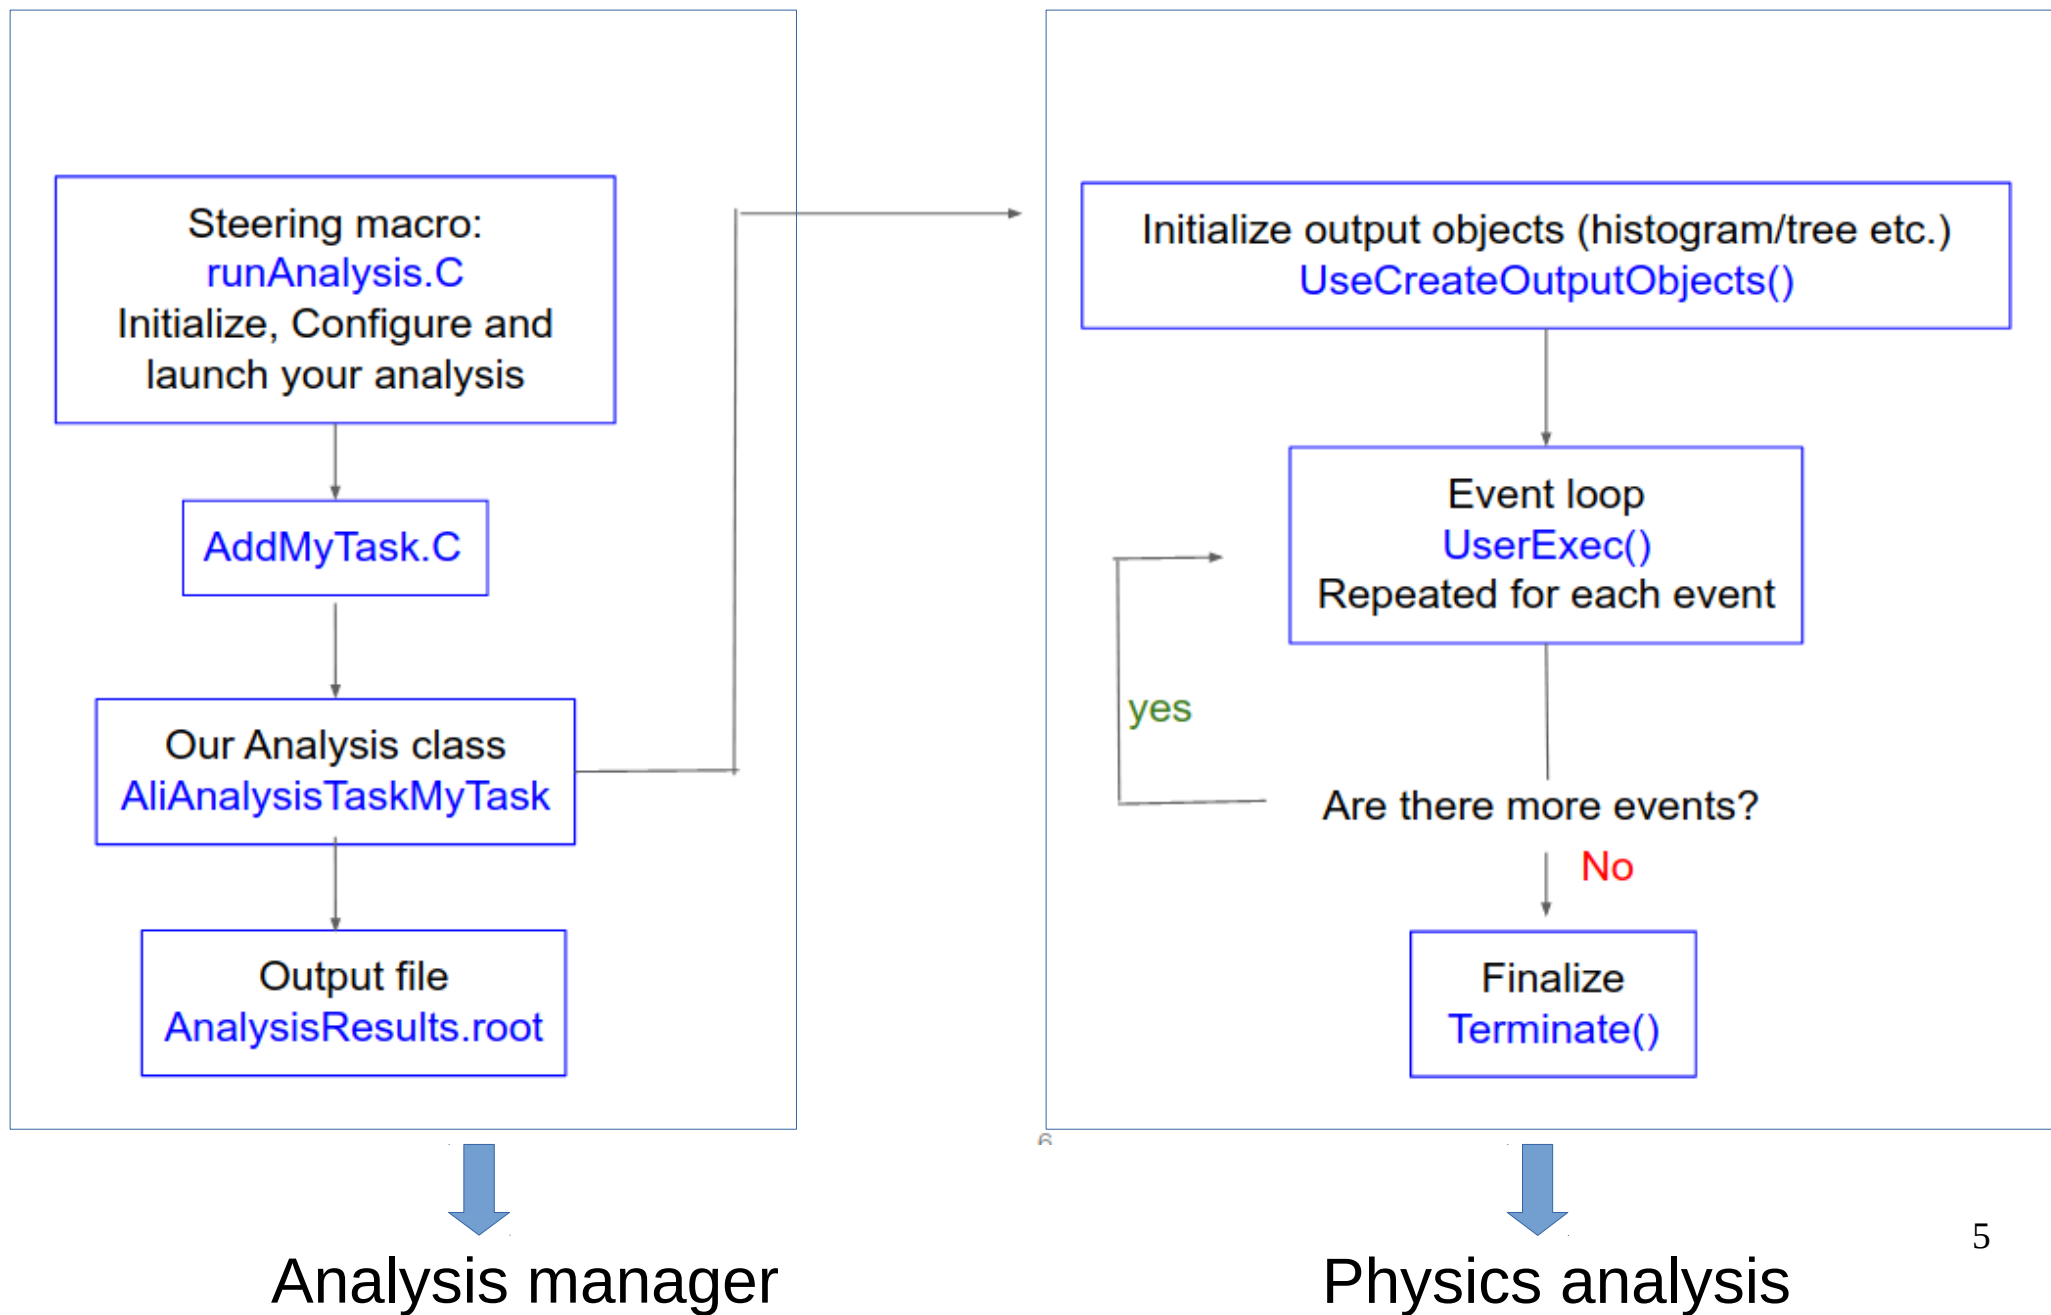 Steering macro:
runAnalysis.C
Initialize, Configure and
launch your analysis
AddMyTask.C
Our Analysis class
AliAnalysisTaskMyTask
Output file
AnalysisResults.root
Analysis manager
Initialize output objects (histogram/tree etc.)
UseCreateOutputObjects()
Event loop
UserExec()
Repeated for each event
yes
Are there more events?
No
Finalize
Terminate()
6
Physics analysis
5